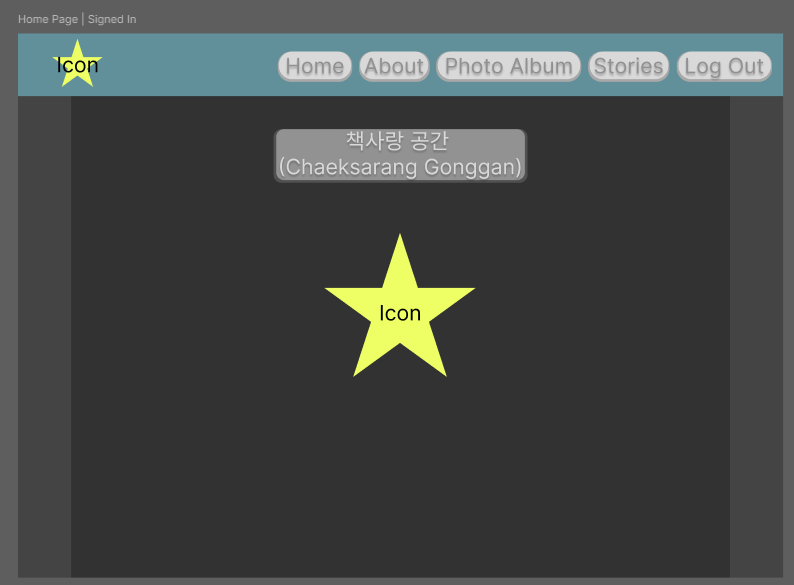 Home Page | Signed In
Icon
Home
About
Photo Album
Stories
Log Out
책사랑 공간
(Chaeksarang Gonggan)
Icon